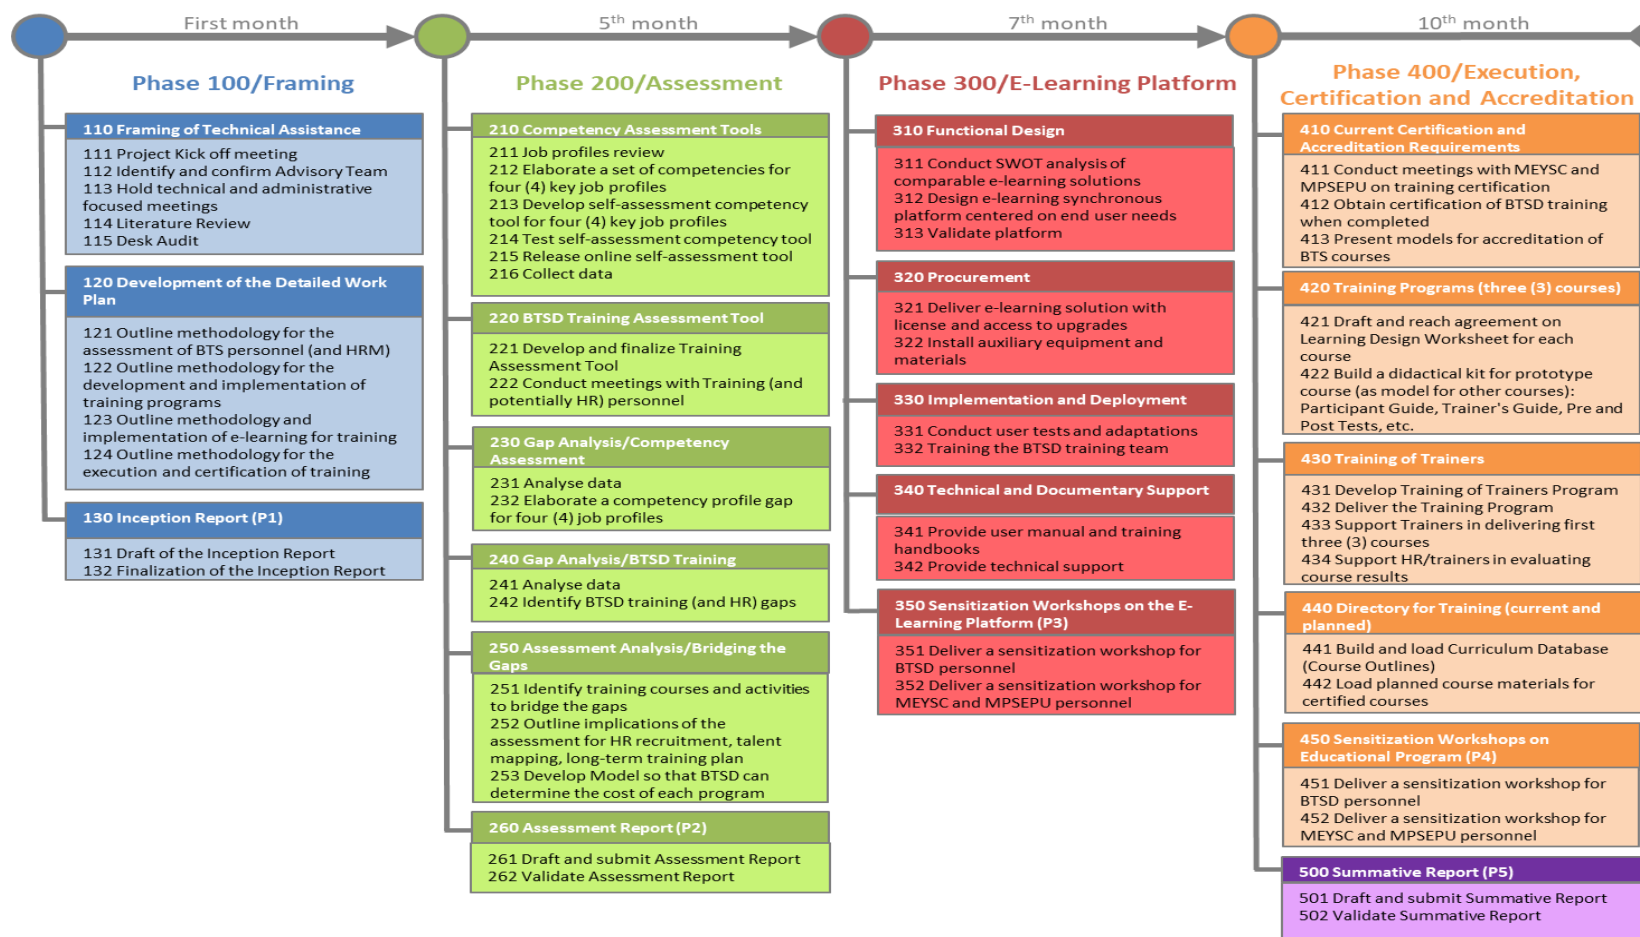 First month
5th month
7th month
10th month
Phase 100/Framing
110 Framing of Technical Assistance
111 Project Kick off meeting
112 Identify and confirm Advisory Team
113 Hold technical and administrative
focused meetings
114 Literature Review
115 Desk Audit
120 Development of the Detailed Work
Plan
121 Outline methodology for the
assessment of BTS personnel (and HRM)
122 Outline methodology for the
development and implementation of
training programs
123 Outline methodology and
implementation of e-learning for training
124 Outline methodology for the
execution and certification of training
130 Inception Report (P1)
131 Draft of the Inception Report
132 Finalization of the Inception Report
Phase 200/Assessment
210 Competency Assessment Tools
211 Job profiles review
212 Elaborate a set of competencies for
four (4) key job profiles
213 Develop self-assessment competency
tool for four (4) key job profiles
214 Test self-assessment competency tool
215 Release online self-assessment tool
216 Collect data
220 BTSD Training Assessment Tool
221 Develop and finalize Training
Assessment Tool
222 Conduct meetings with Training (and
potentially HR) personnel
230 Gap Analysis/Competency
Assessment
231 Analyse data
232 Elaborate a competency profile gap
for four (4) job profiles
240 Gap Analysis/BTSD Training
241 Analyse data
242 Identify BTSD training (and HR) gaps
250 Assessment Analysis/Bridging the
Gaps
251 Identify training courses and activities
to bridge the gaps
252 Outline implications of the
assessment for HR recruitment, talent
mapping, long-term training plan
253 Develop Model so that BTSD can
determine the cost of each program
260 Assessment Report (P2)
261 Draft and submit Assessment Report
262 Validate Assessment Report
Phase 300/E-Learning Platform
310 Functional Design
311 Conduct SWOT analysis of
comparable e-learning solutions
312 Design e-learning synchronous
platform centered on end user needs
313 Validate platform
320 Procurement
321 Deliver e-learning solution with
license and access to upgrades
322 Install auxiliary equipment and
materials
330 Implementation and Deployment
331 Conduct user tests and adaptations
332 Training the BTSD training team
340 Technical and Documentary Support
341 Provide user manual and training
handbooks
342 Provide technical support
350 Sensitization Workshops on the E-
Learning Platform (P3)
351 Deliver a sensitization workshop for
BTSD personnel
352 Deliver a sensitization workshop for
MEYSC and MPSEPU personnel
Phase 400/Execution,
Certification and Accreditation
410 Current Certification and
Accreditation Requirements
411 Conduct meetings with MEYSC and
MPSEPU on training certification
412 Obtain certification of BTSD training
when completed
413 Present models for accreditation of
BTS courses
420 Training Programs (three (3) courses)
421 Draft and reach agreement on
Learning Design Worksheet for each
course
422 Build a didactical kit for prototype
course (as model for other courses):
Participant Guide, Trainer's Guide, Pre and
Post Tests, etc.
430 Training of Trainers
431 Develop Training of Trainers Program
432 Deliver the Training Program
433 Support Trainers in delivering first
three (3) courses
434 Support HR/trainers in evaluating
course results
440 Directory for Training (current and
planned)
441 Build and load Curriculum Database
(Course Outlines)
442 Load planned course materials for
certified courses
450 Sensitization Workshops on
Educational Program (P4)
451 Deliver a sensitization workshop for
BTSD personnel
452 Deliver a sensitization workshop for
MEYSC and MPSEPU personnel
500 Summative Report (P5)
501 Draft and submit Summative Report
502 Validate Summative Report